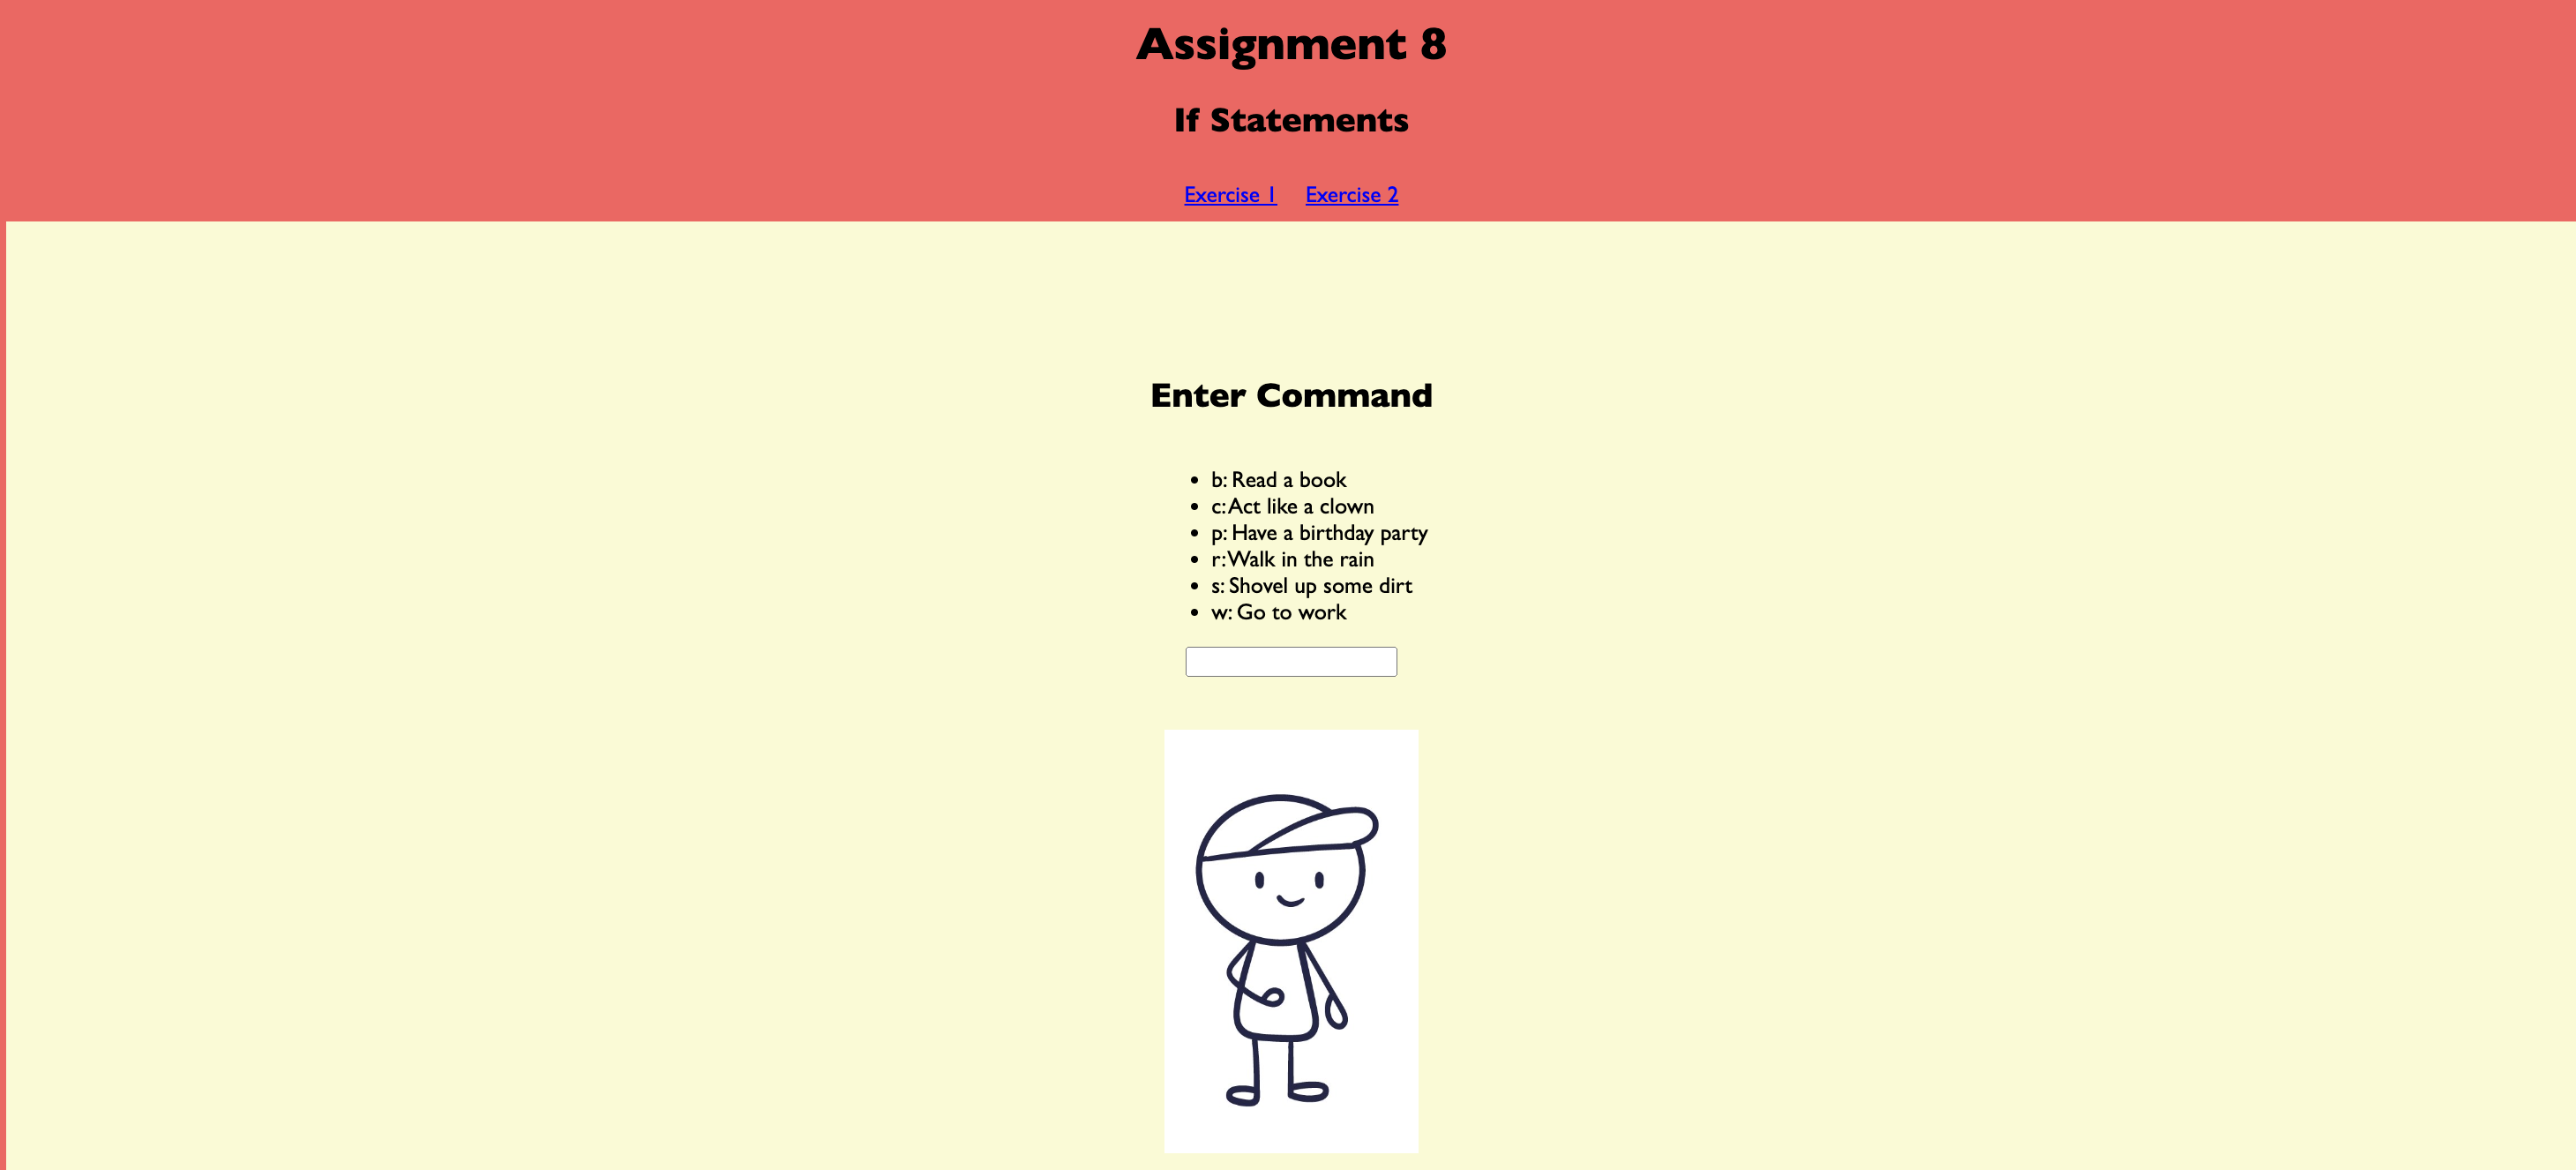 Assignment 8
If Statements
Exercise 1 Exercise 2
Enter Command
b: Read a book
c: Act like a clown
p: Have a birthday party
r: Walk in the rain
s: Shovel up some dirt
w: Go to work